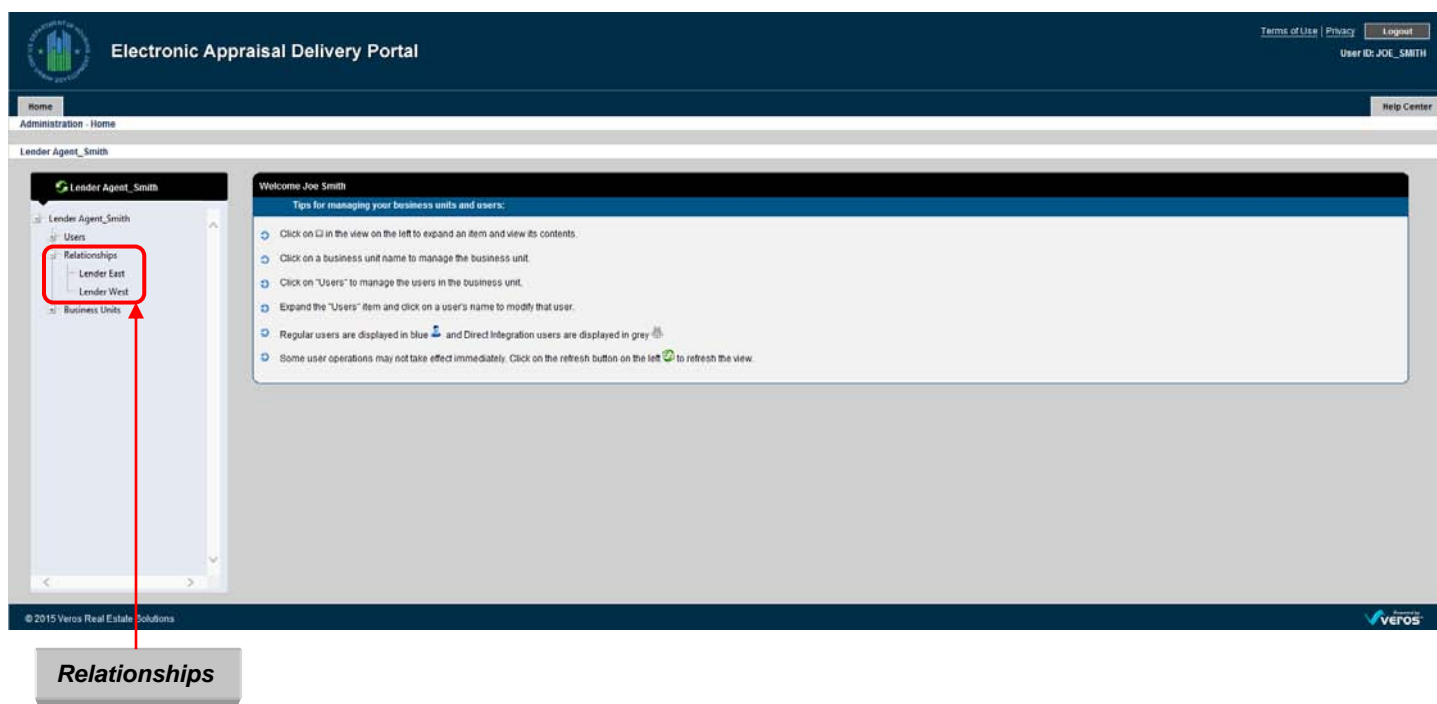 Terms of Use | Privacy Logout
Electronic Appraisal Delivery Portal
User ID: JOE_SMITH
Home Help Center
Administration - Home
Lender Agent_Smith
Lender Agent_Smith
Lender Agent_Smith
Users
Relationships
Lender East
Lender West
Business Units
Welcome Joe Smith
Tips for managing your business units and users:
Click on in the view on the left to expand an item and view its contents.
Click on a business unit name to manage the business unit.
Click on "Users" to manage the users in the business unit.
Expand the "Users" item and click on a user's name to modify that user.
Regular users are displayed in blue and Direct Integration users are displayed in grey
Some user operations may not take effect immediately. Click on the refresh button on the left to refresh the view.
© 2015 Veros Real Estate Solutions
Powered by
veros
Relationships